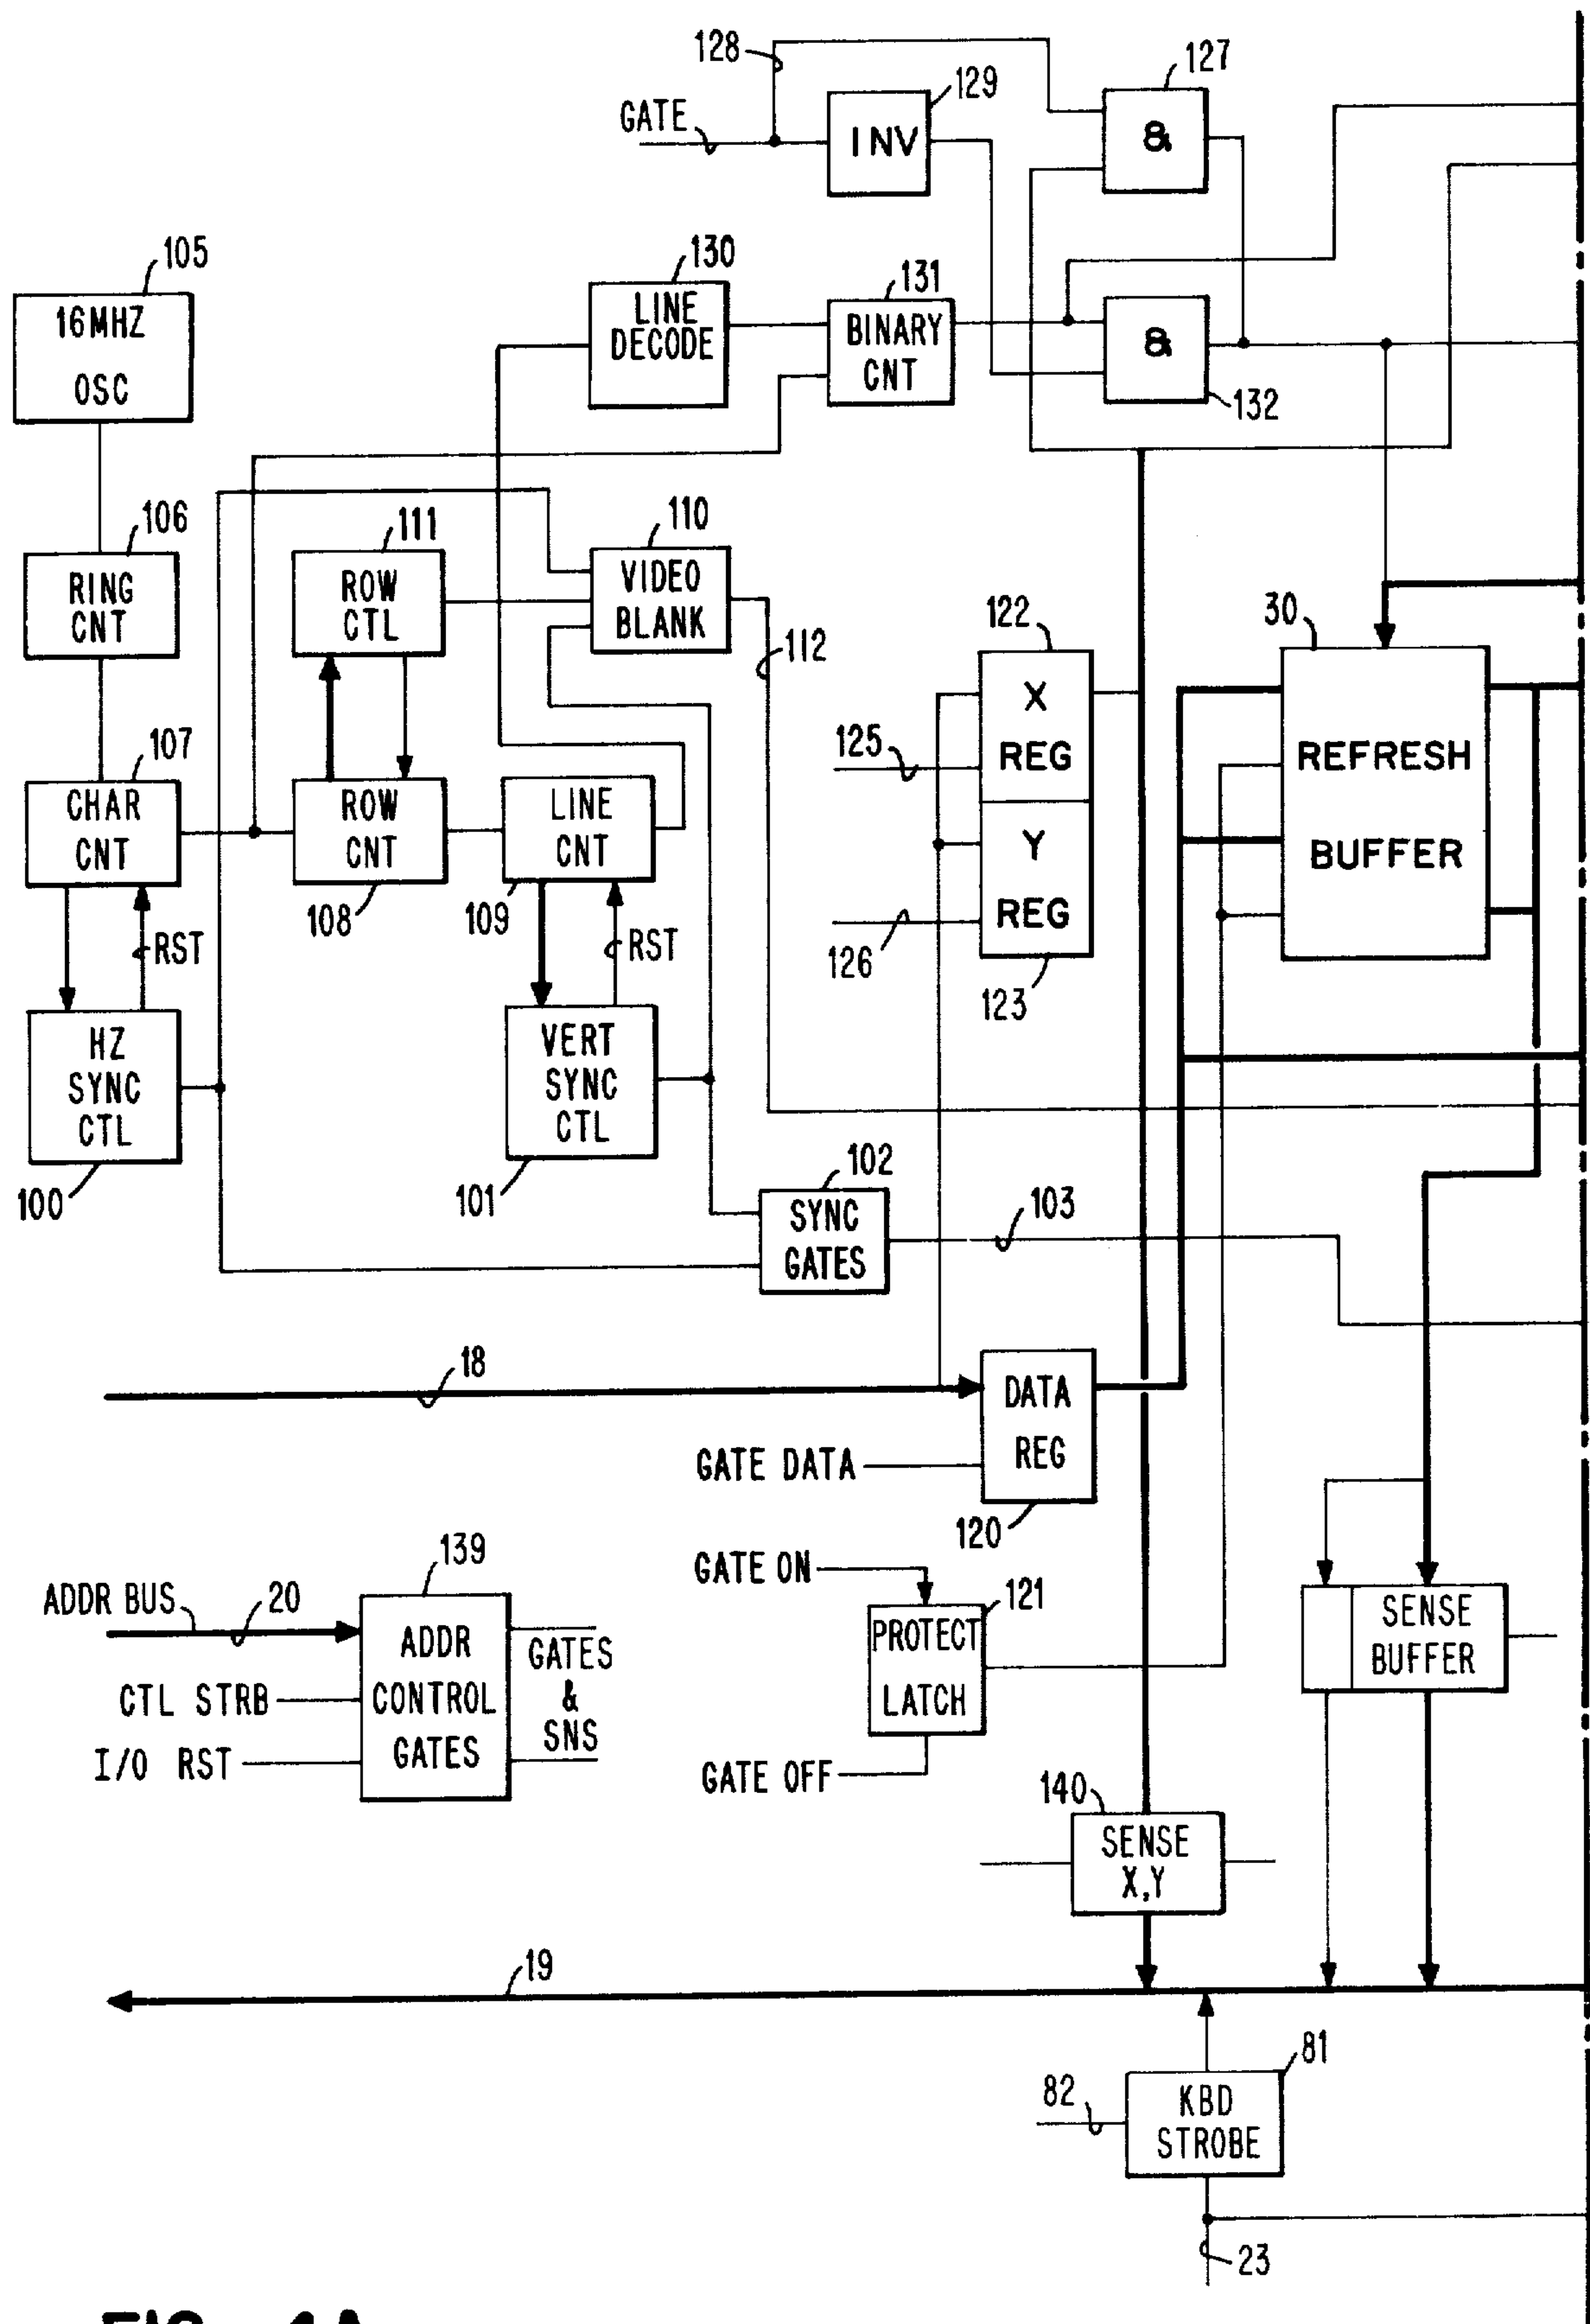 128
127
129
GATE
INV
&
105
130
131
16MHZ
OSC
LINE
DECODE
BINARY
CNT
&
132
106
111
110
RING
CNT
ROW
CTL
VIDEO
BLANK
112
122
30
X
REG
125
REFRESH
107
CHAR
CNT
ROW
CNT
LINE
CNT
Y
REG
BUFFER
108
109
126
123
RST
RST
HZ
SYNC
CTL
VERT
SYNC
CTL
100
101
102
103
SYNC
GATES
18
DATA
REG
GATE DATA
120
139
GATE ON
121
ADDR BUS
20
ADDR
CONTROL
GATES
GATES
&
SNS
PROTECT
LATCH
SENSE
BUFFER
CTL STRB
I/O RST
GATE OFF
140
SENSE
X,Y
19
81
82
KBD
STROBE
23